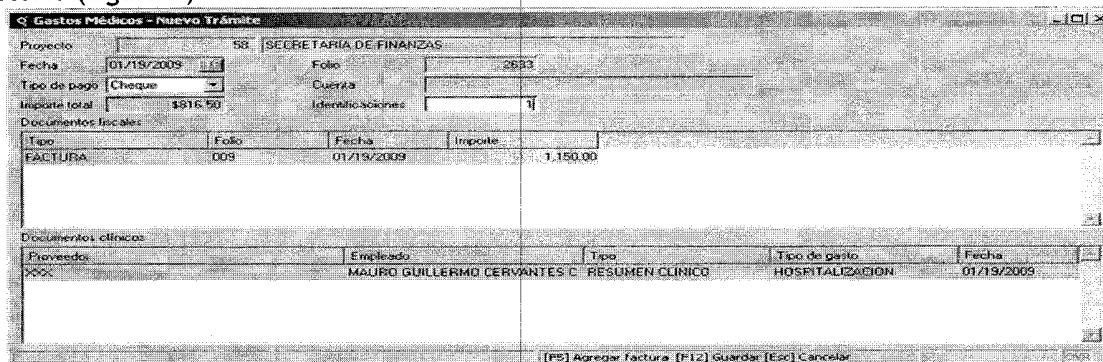 Gastos Médicos - Nuevo Trámite
Proyecto 58 SECRETARIA DE FINANZAS
Fecha 01/19/2009 Folio 2633
Tipo de pago Cheque Cuenta
Importe total $816.50 Identificaciones 1
Documentos fiscales
Tipo Folio Fecha Importe
FACTURA 009 01/19/2009 1,150.00
Documentos clínicos
Proveedor Empleado Tipo Tipo de gasto Fecha
XXX MAURO GUILLERMO CERVANTES C RESUMEN CLINICO HOSPITALIZACION 01/19/2009
[F5] Agregar factura [F12] Guardar [Esc] Cancelar